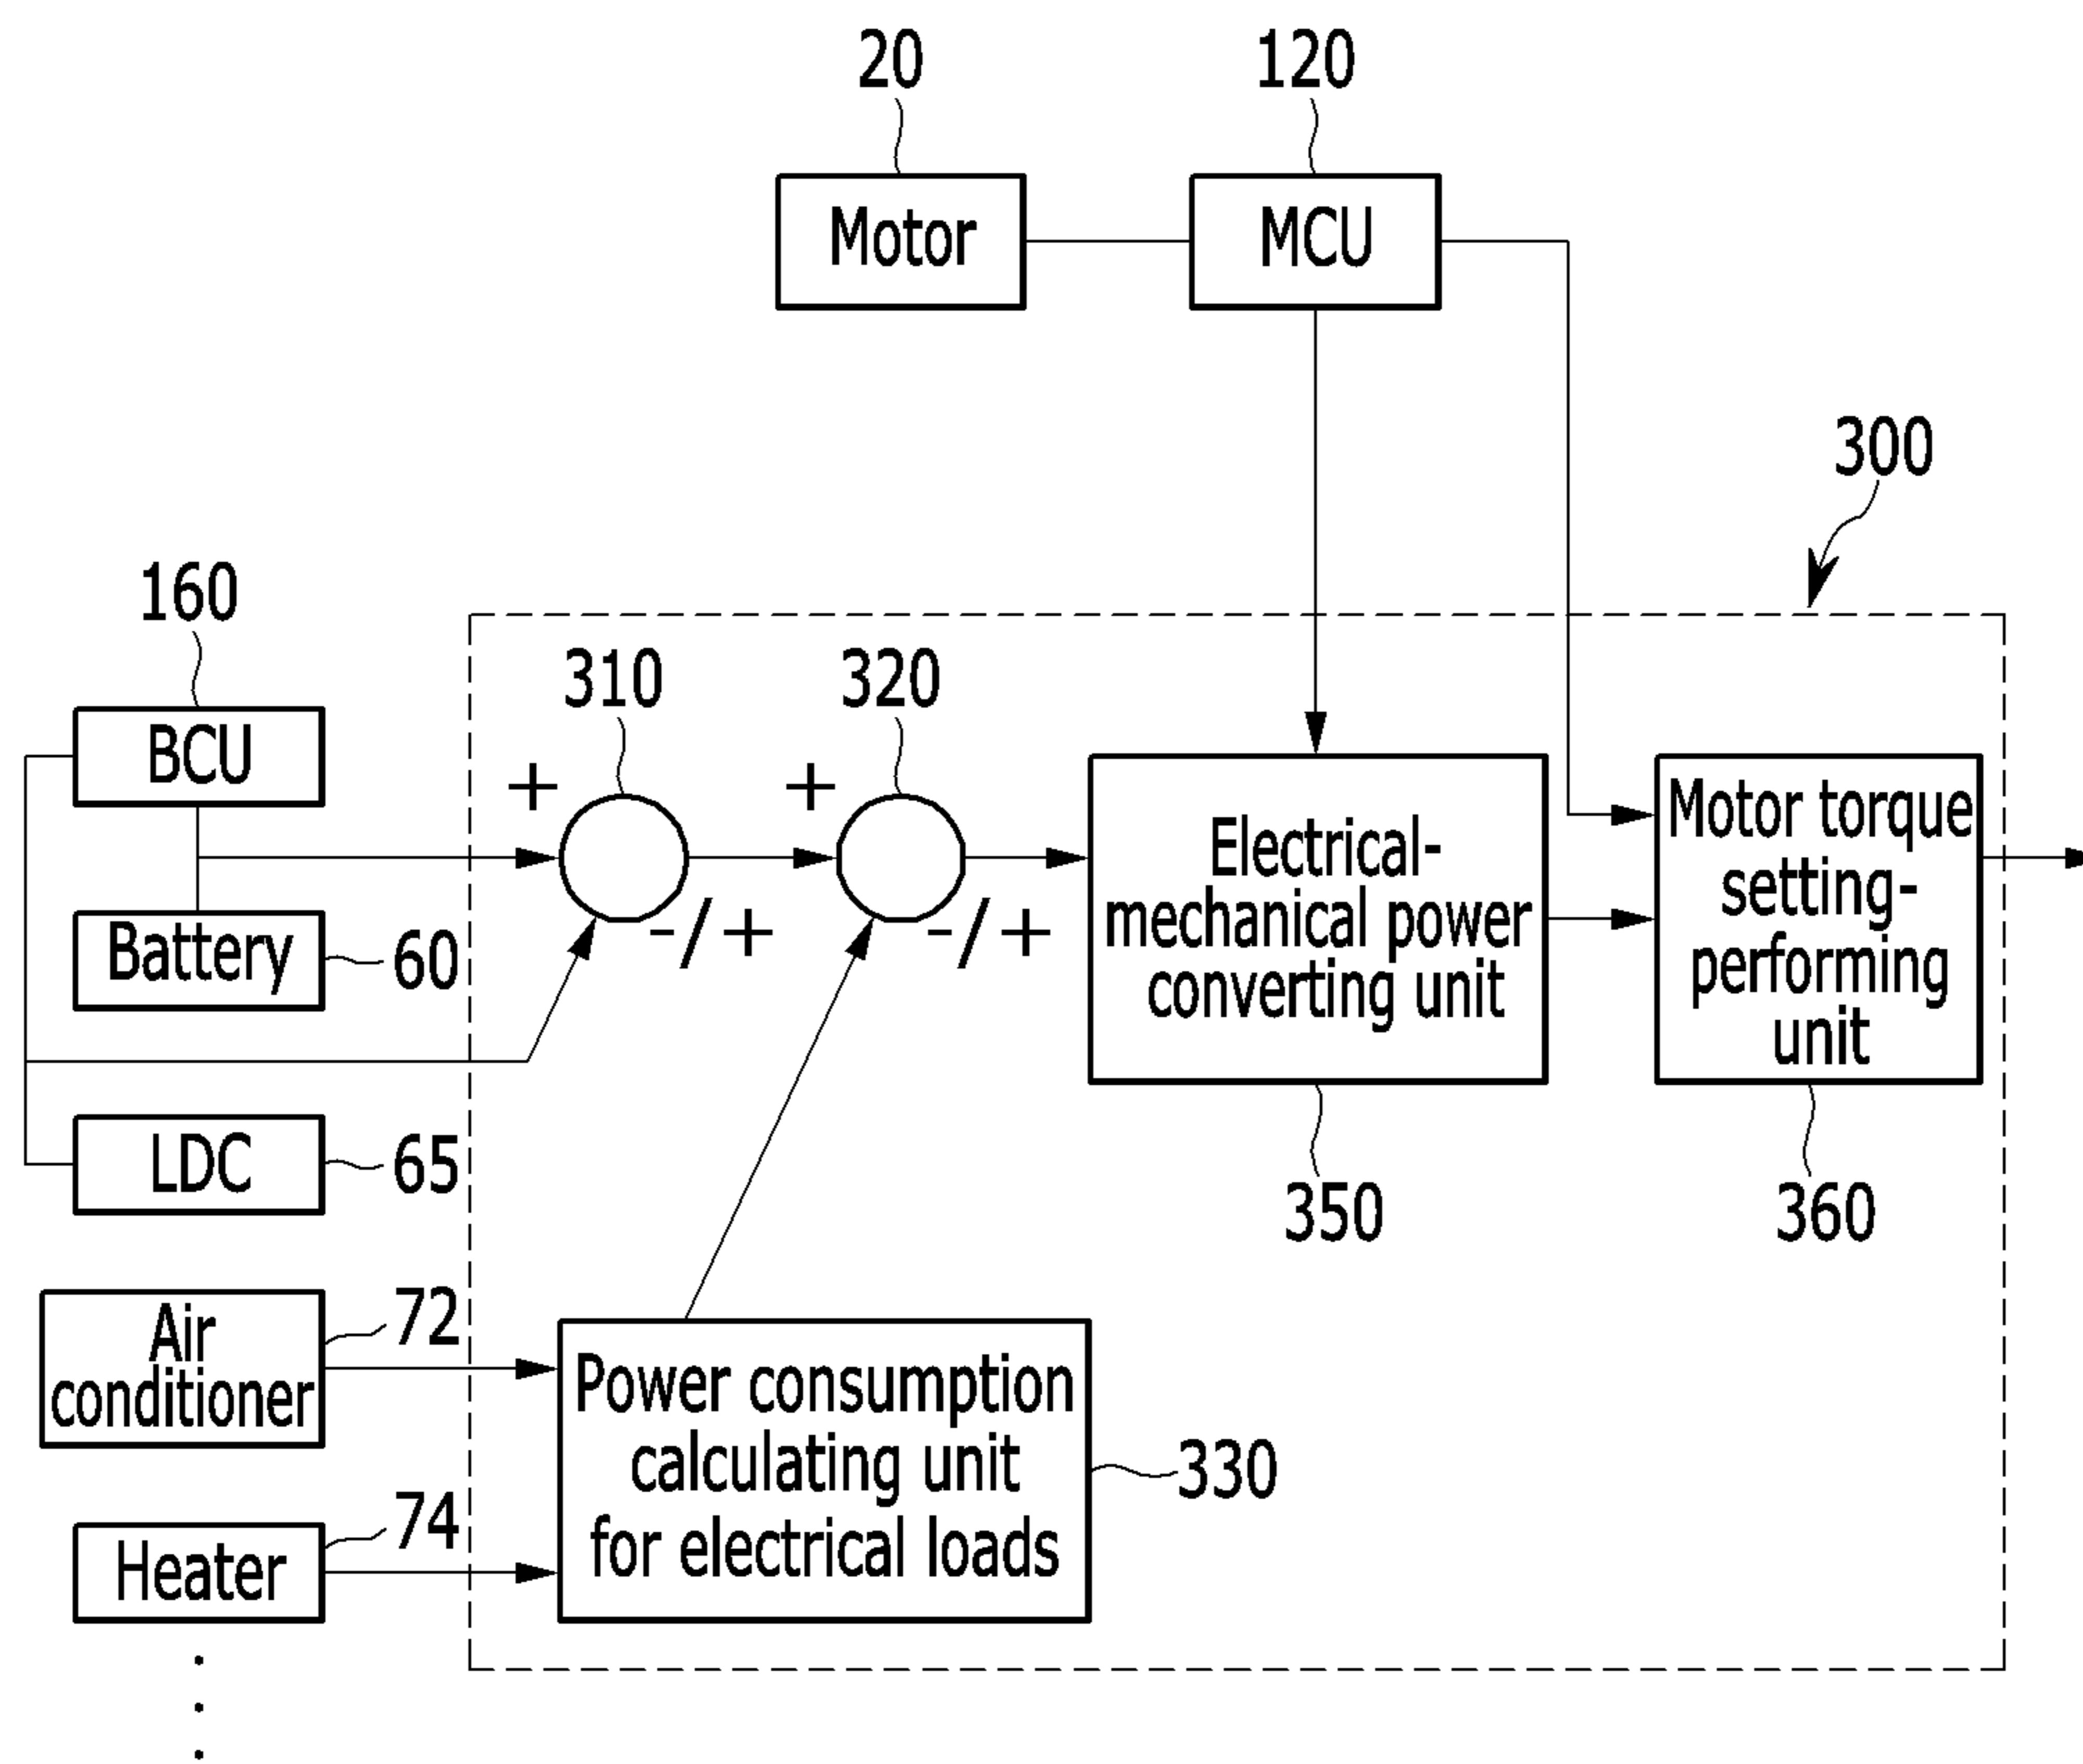 20
120
Motor
MCU
300
160
310
320
BCU
+
+
Battery
60
-/+
-/+
Electrical-
mechanical power
converting unit
Motor torque
setting-
performing
unit
LDC
65
350
360
Air
conditioner
72
Power consumption
calculating unit
for electrical loads
330
Heater
74